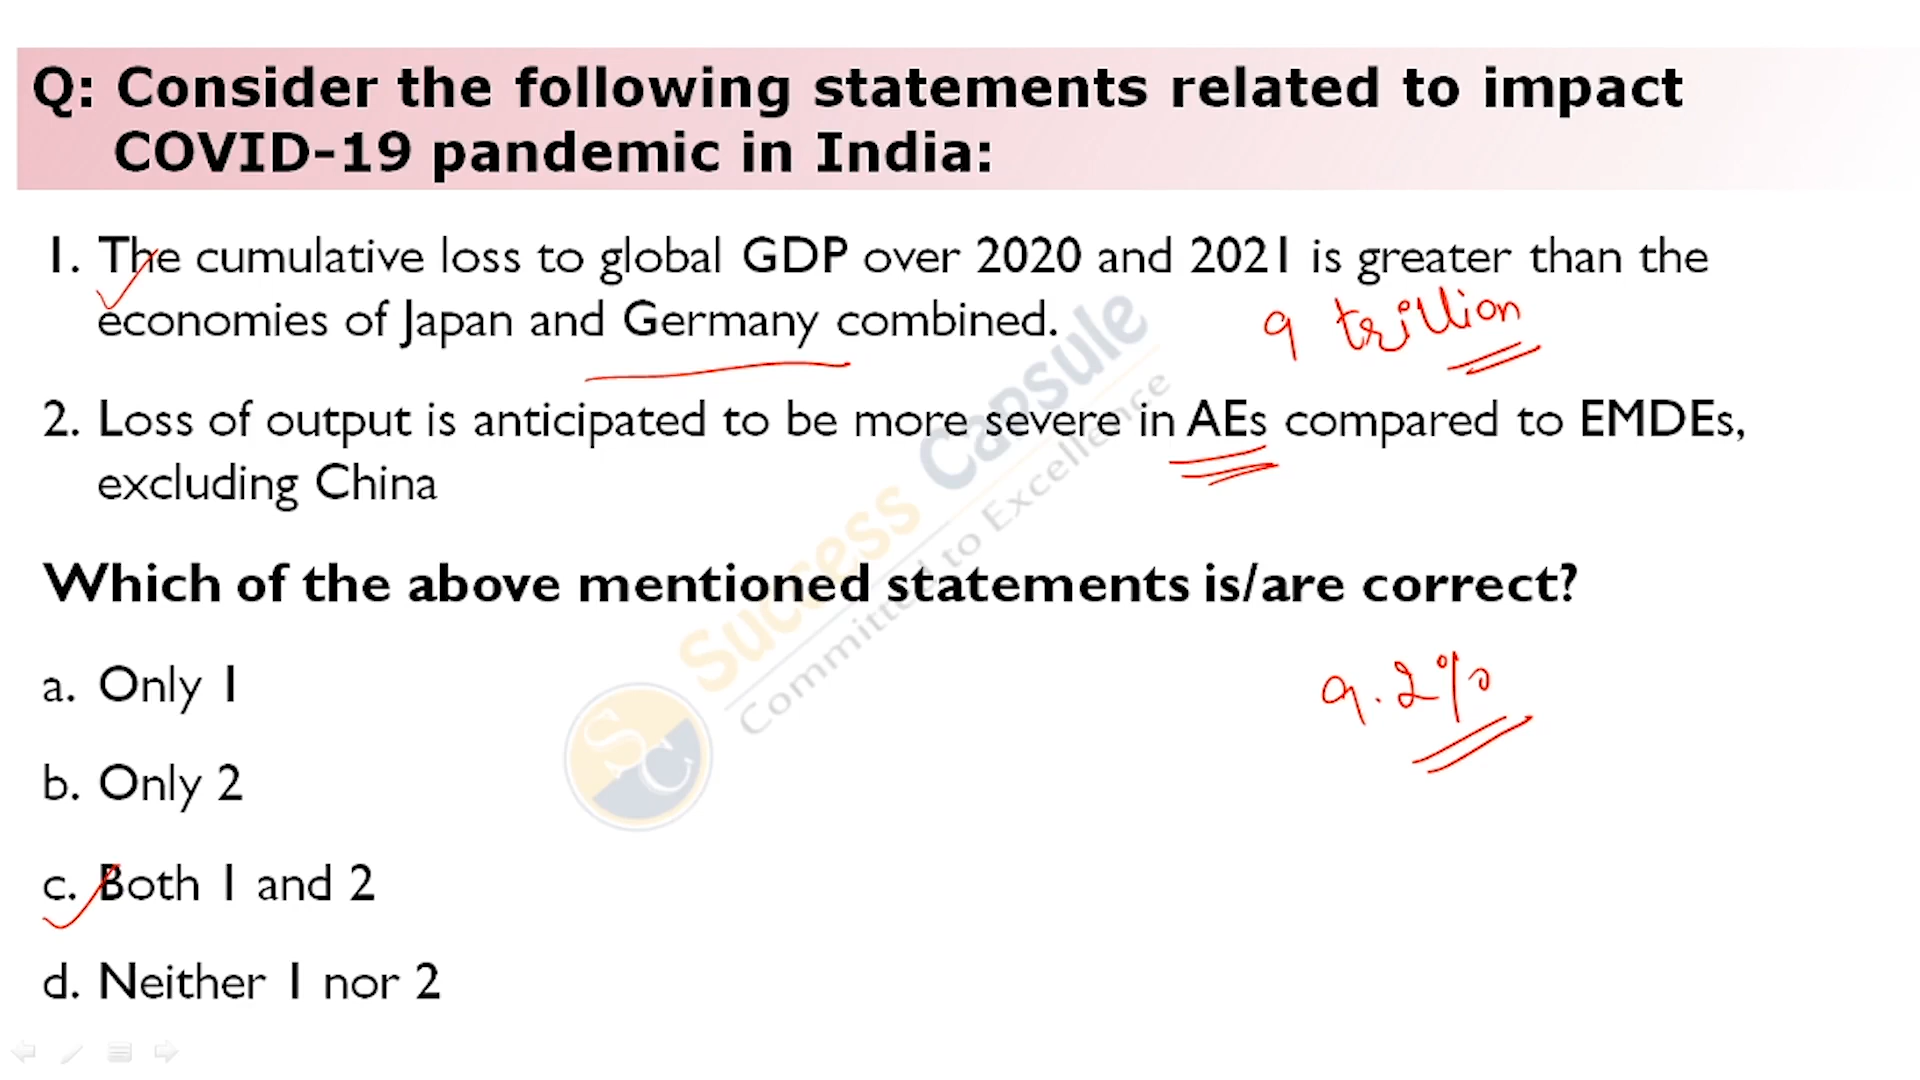 Q: Consider the following statements related to impact
COVID-19 pandemic in India:
1. The cumulative loss to global GDP over 2020 and 2021 is greater than the
economies of Japan and Germany combined.
9 trillion
2. Loss of output is anticipated to be more severe in AEs compared to EMDEs,
excluding China
Which of the above mentioned statements is/are correct?
a. Only 1
9.2%
b. Only 2
c. Both 1 and 2
d. Neither 1 nor 2
Success Capsule
Committed to Excellence
SC